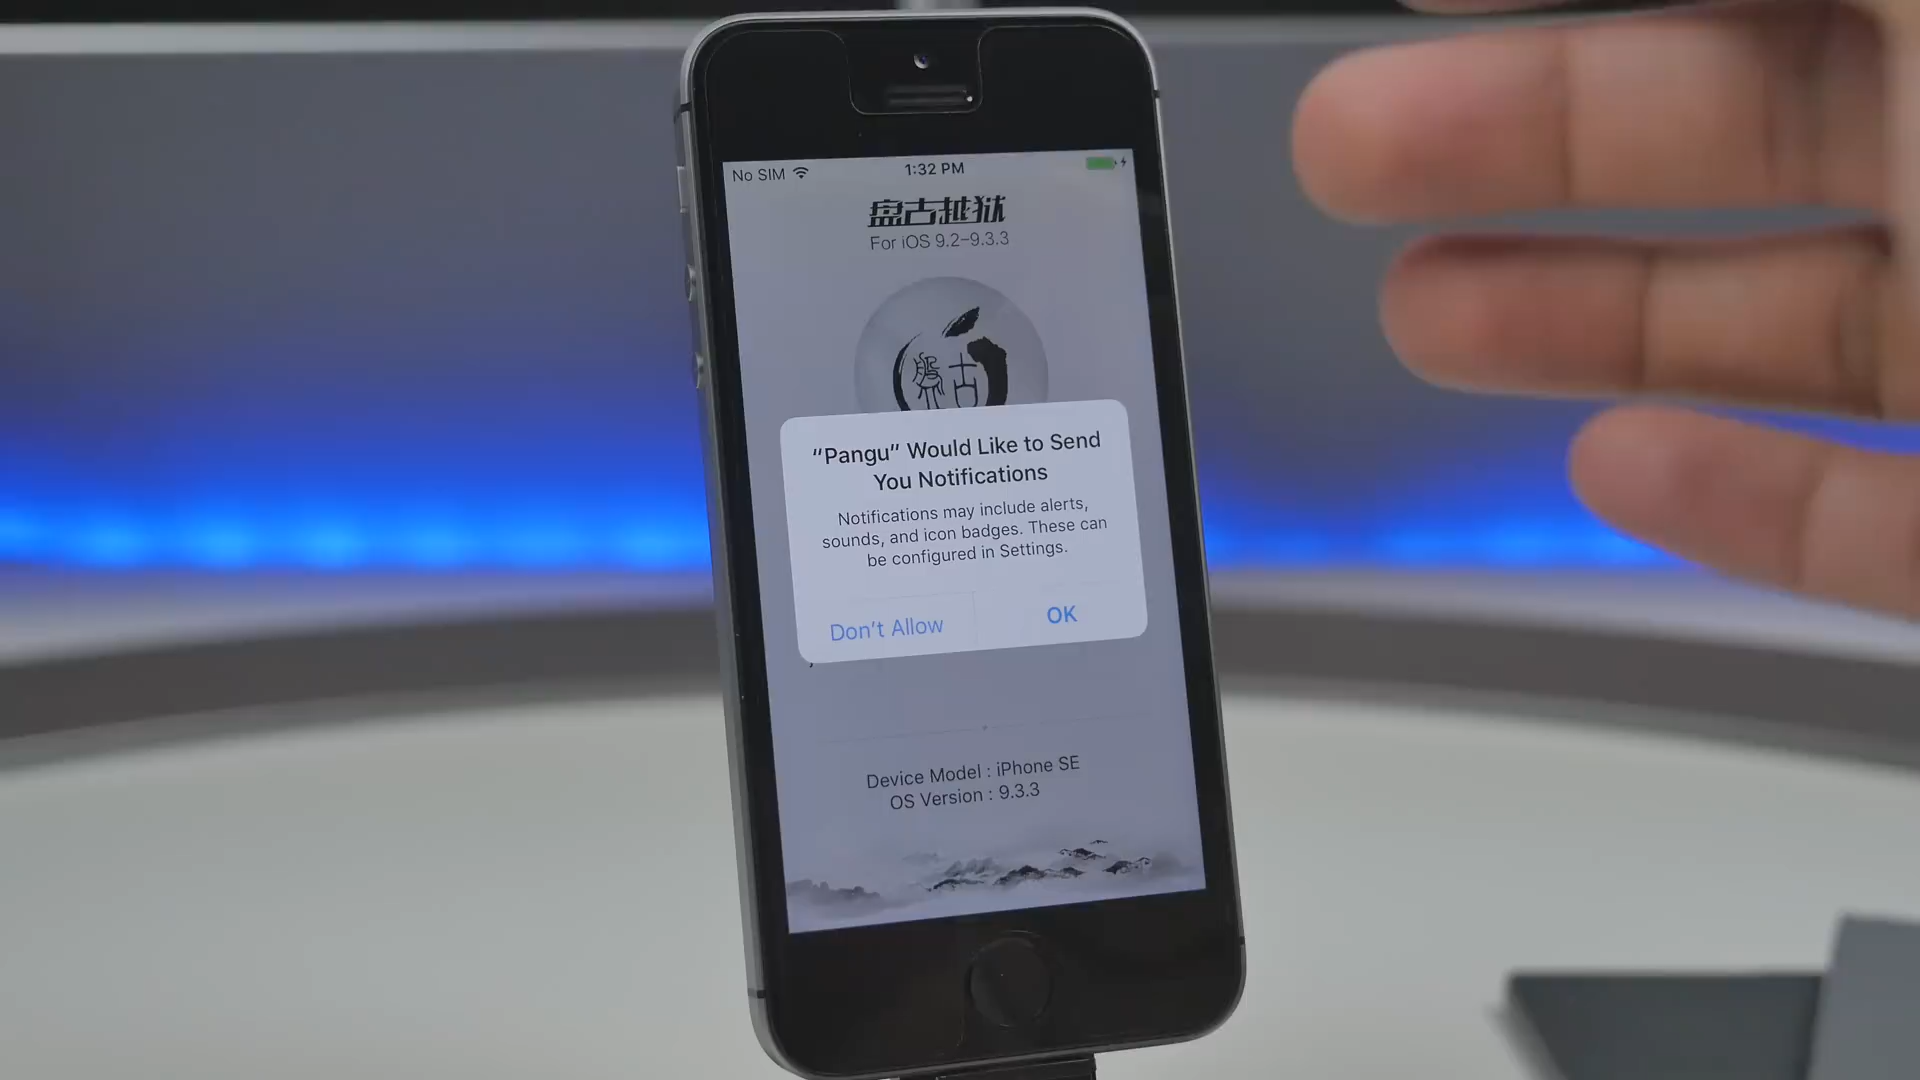 No SIM 1:32 PM
盘古越狱
For iOS 9.2-9.3.3
盤古
“Pangu” Would Like to Send
You Notifications
Notifications may include alerts,
sounds, and icon badges. These can
be configured in Settings.
Don’t Allow OK
Device Model : iPhone SE
OS Version : 9.3.3